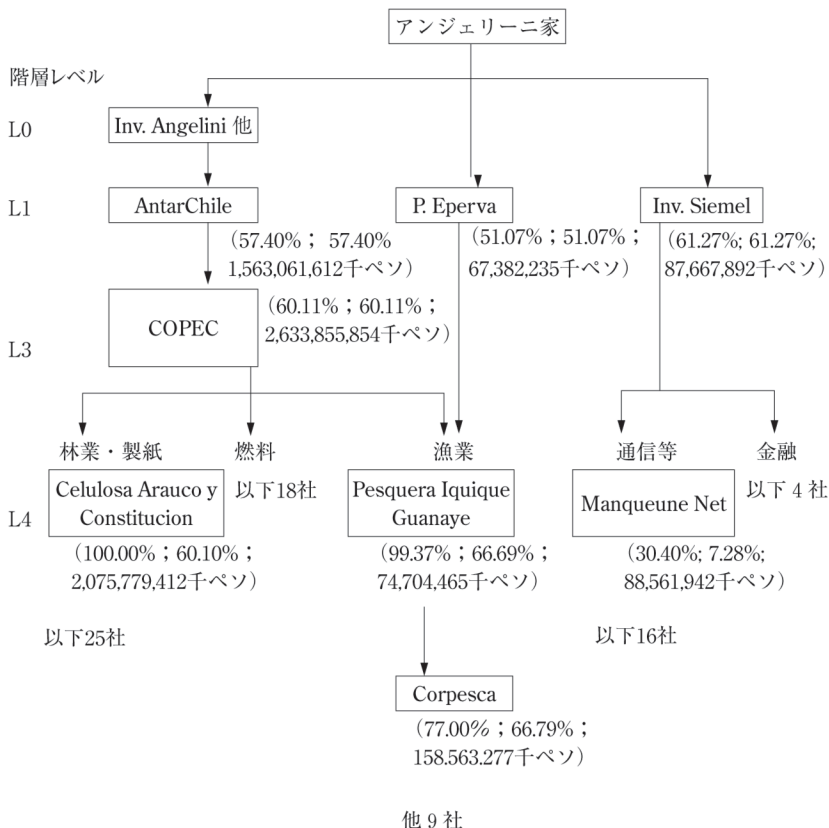 アンジェリーニ家
階層レベル
L0
Inv. Angelini 他
L1
AntarChile
P. Eperva
Inv. Siemel
(57.40%； 57.40%
1,563,061,612千ペソ)
(51.07%；51.07%；
67,382,235千ペソ)
(61.27%; 61.27%;
87,667,892千ペソ)
COPEC
(60.11%；60.11%；
2,633,855,854千ペソ)
L3
林業・製紙
燃料
漁業
通信等
金融
L4
Celulosa Arauco y
Constitucion
以下18社
Pesquera Iquique
Guanaye
Manqueune Net
以下 4 社
(100.00%；60.10%；
2,075,779,412千ペソ)
(99.37%；66.69%；
74,704,465千ペソ)
(30.40%; 7.28%;
88,561,942千ペソ)
以下25社
以下16社
Corpesca
(77.00%；66.79%；
158.563.277千ペソ)
他 9 社